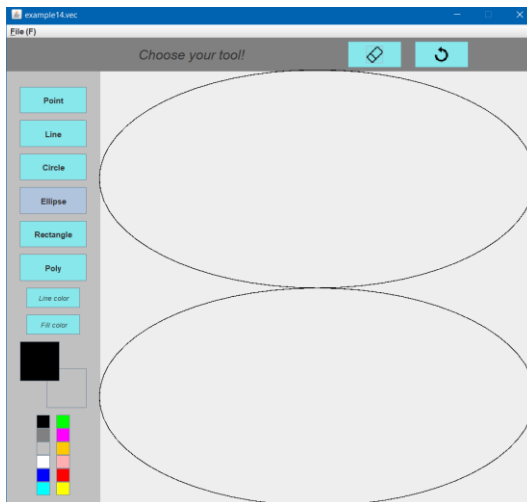 example14.vec
File (F)
Choose your tool!
Point
Line
Circle
Ellipse
Rectangle
Poly
Line color
Fill color